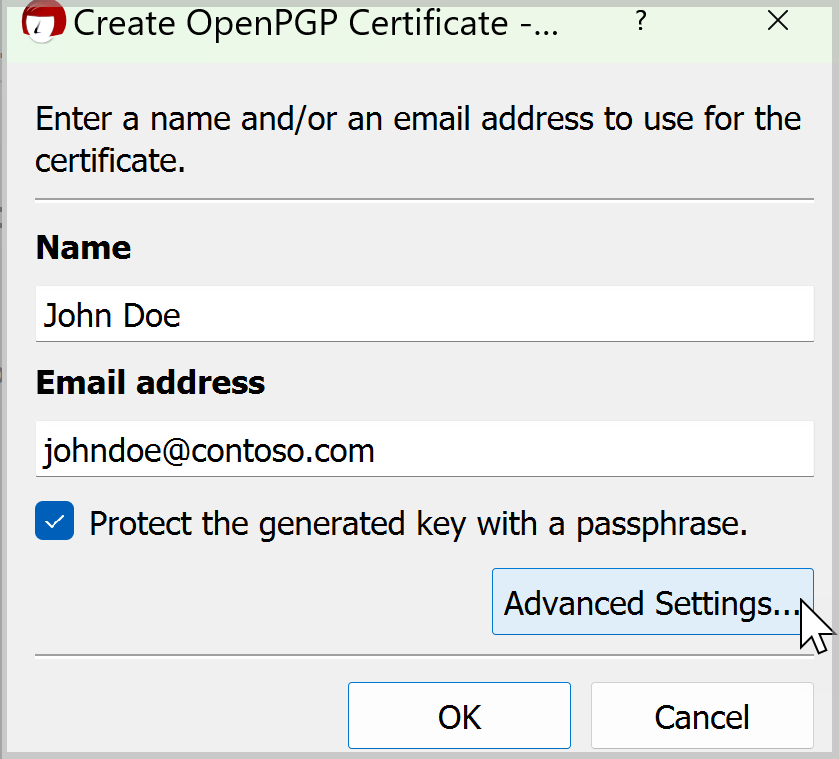 Create OpenPGP Certificate -...
?
Enter a name and/or an email address to use for the
certificate.
Name
John Doe
Email address
johndoe@contoso.com
Protect the generated key with a passphrase.
Advanced Settings...
OK
Cancel